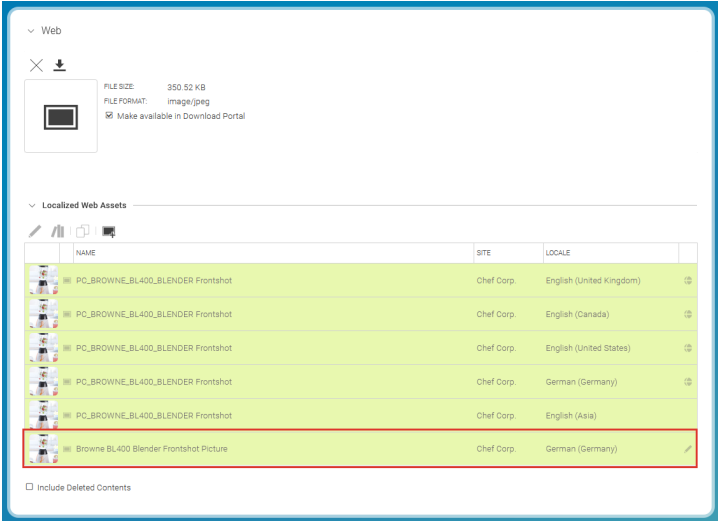 Web
FILE SIZE: 350.52 KB
FILE FORMAT: image/jpeg
Make available in Download Portal
Localized Web Assets
NAME SITE LOCALE
PC_BROWNE_BL400_BLENDER Frontshot Chef Corp. English (United Kingdom)
PC_BROWNE_BL400_BLENDER Frontshot Chef Corp. English (Canada)
PC_BROWNE_BL400_BLENDER Frontshot Chef Corp. English (United States)
PC_BROWNE_BL400_BLENDER Frontshot Chef Corp. German (Germany)
PC_BROWNE_BL400_BLENDER Frontshot Chef Corp. English (Asia)
Browne BL400 Blender Frontshot Picture Chef Corp. German (Germany)
Include Deleted Contents